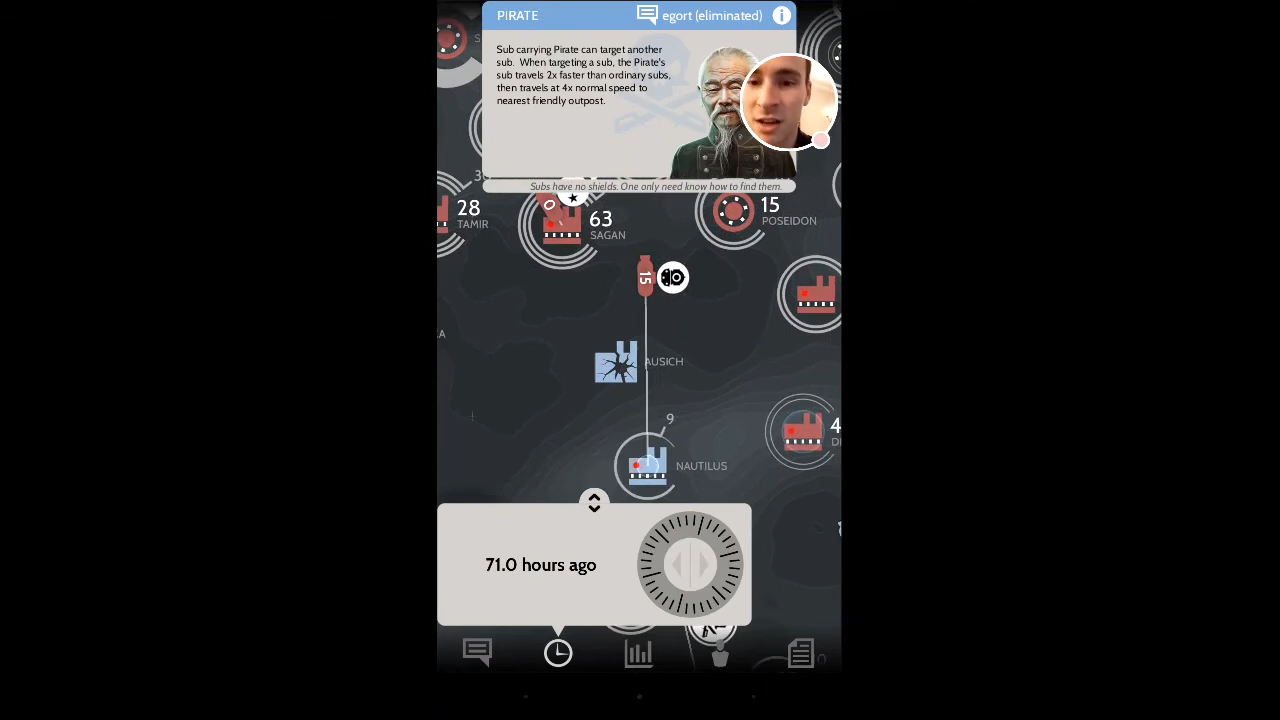 PIRATE
egort (eliminated)
Sub carrying Pirate can target another
sub. When targeting a sub, the Pirate's
sub travels 2x faster than ordinary subs,
then travels at 4x normal speed to
nearest friendly outpost.
Subs have no shields. One only need know how to find them.
28
TAMIR
0
63
SAGAN
15
POSEIDON
15
AUSICH
9
NAUTILUS
4
71.0 hours ago